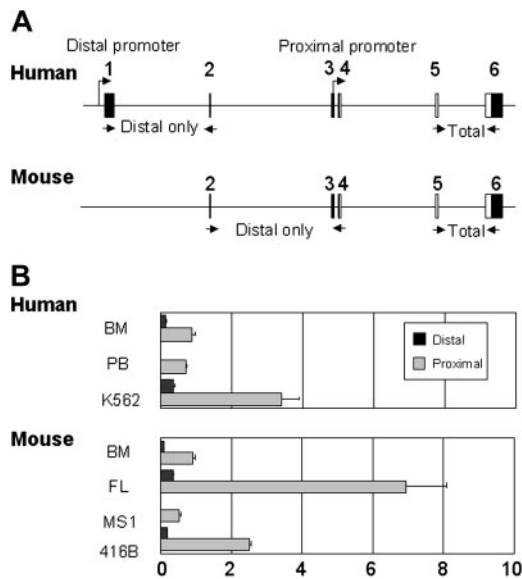 A
Distal promoter
Proximal promoter
Human
1 2 3 4 5 6
Distal only
Total
Mouse
2 3 4 5 6
Distal only
Total
B
Human
BM
PB
K562
Distal
Proximal
Mouse
BM
FL
MS1
416B
0 2 4 6 8 10